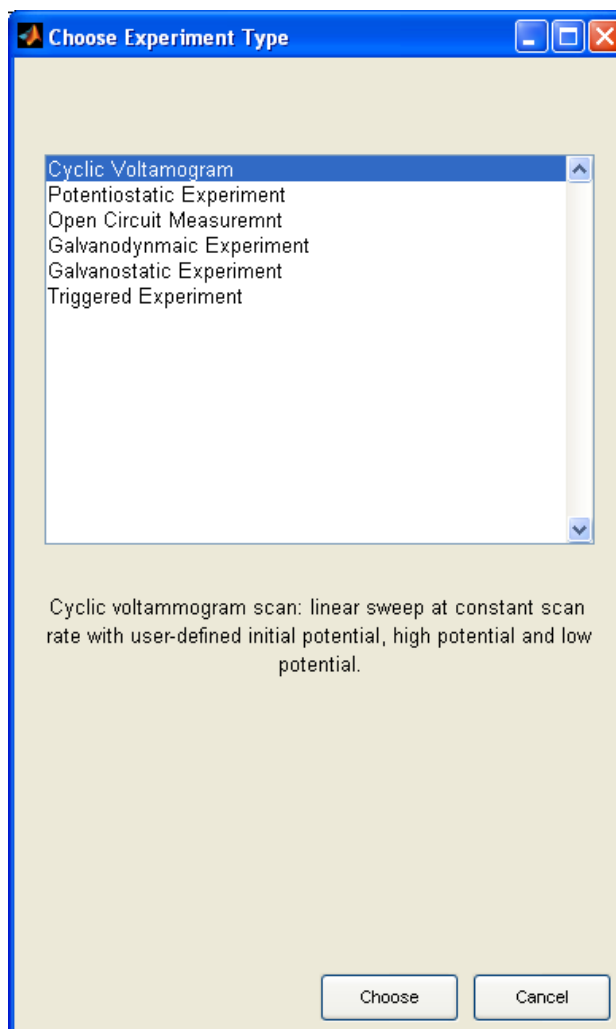 Choose Experiment Type
Cyclic Voltamogram
Potentiostatic Experiment
Open Circuit Measuremnt
Galvanodynmaic Experiment
Galvanostatic Experiment
Triggered Experiment
Cyclic voltammogram scan: linear sweep at constant scan
rate with user-defined initial potential, high potential and low
potential.
Choose
Cancel